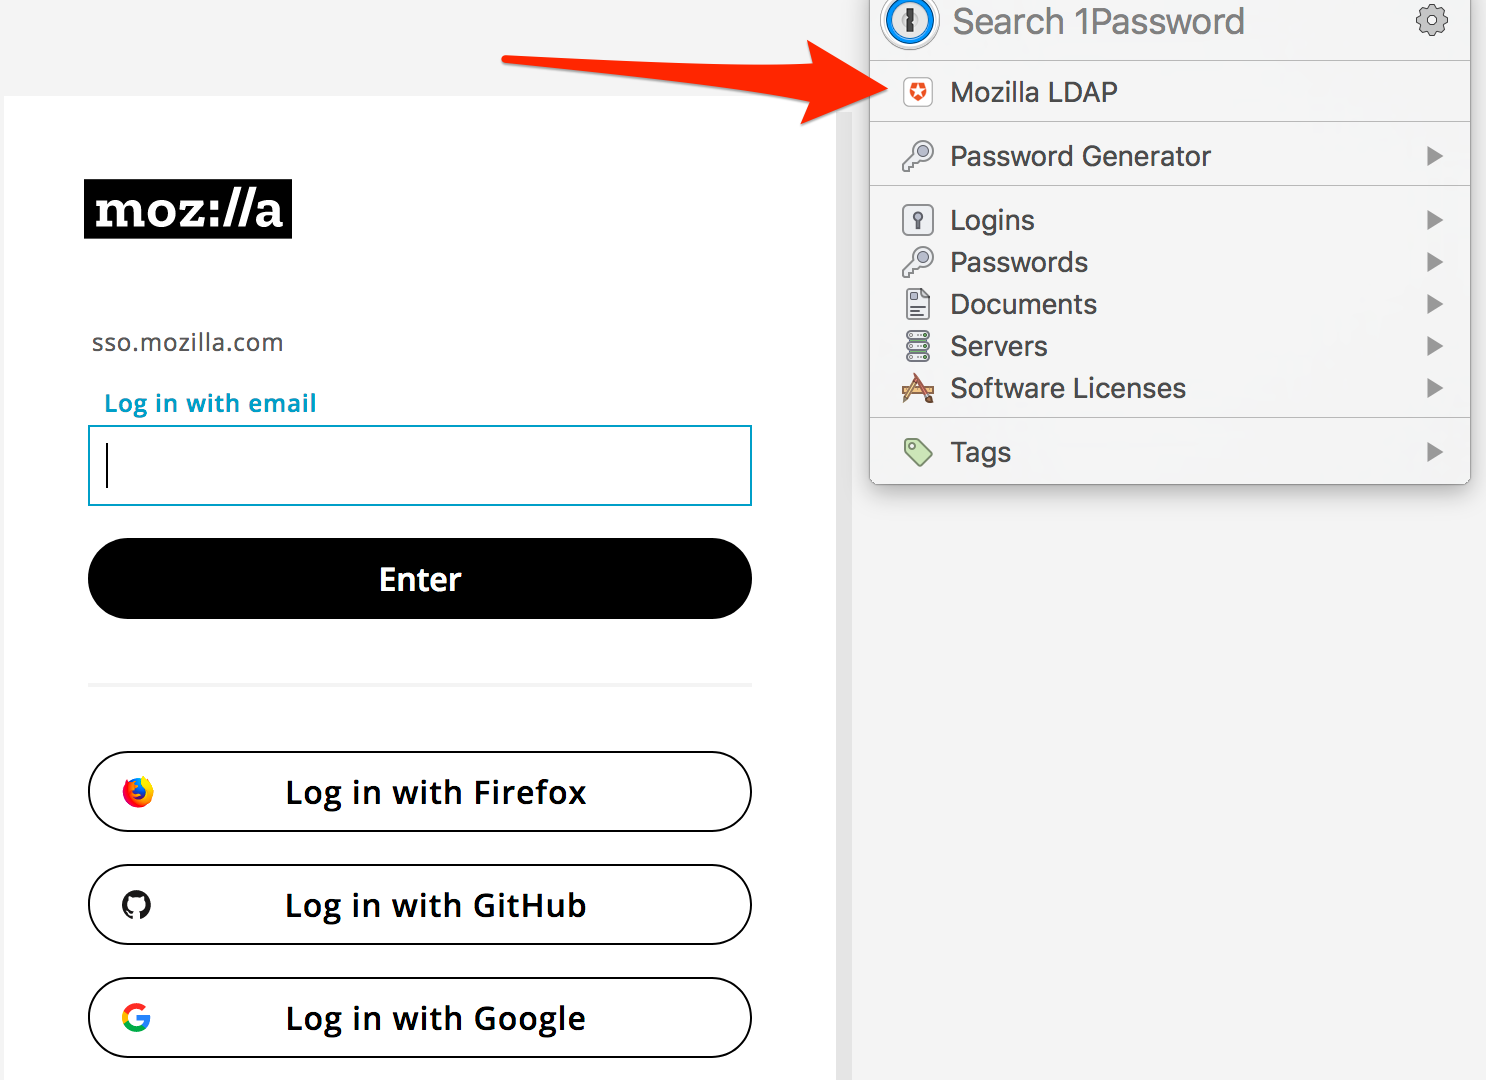 moz://a
sso.mozilla.com
Log in with email
Enter
Log in with Firefox
Log in with GitHub
Log in with Google
Search 1Password
Mozilla LDAP
Password Generator
Logins
Passwords
Documents
Servers
Software Licenses
Tags